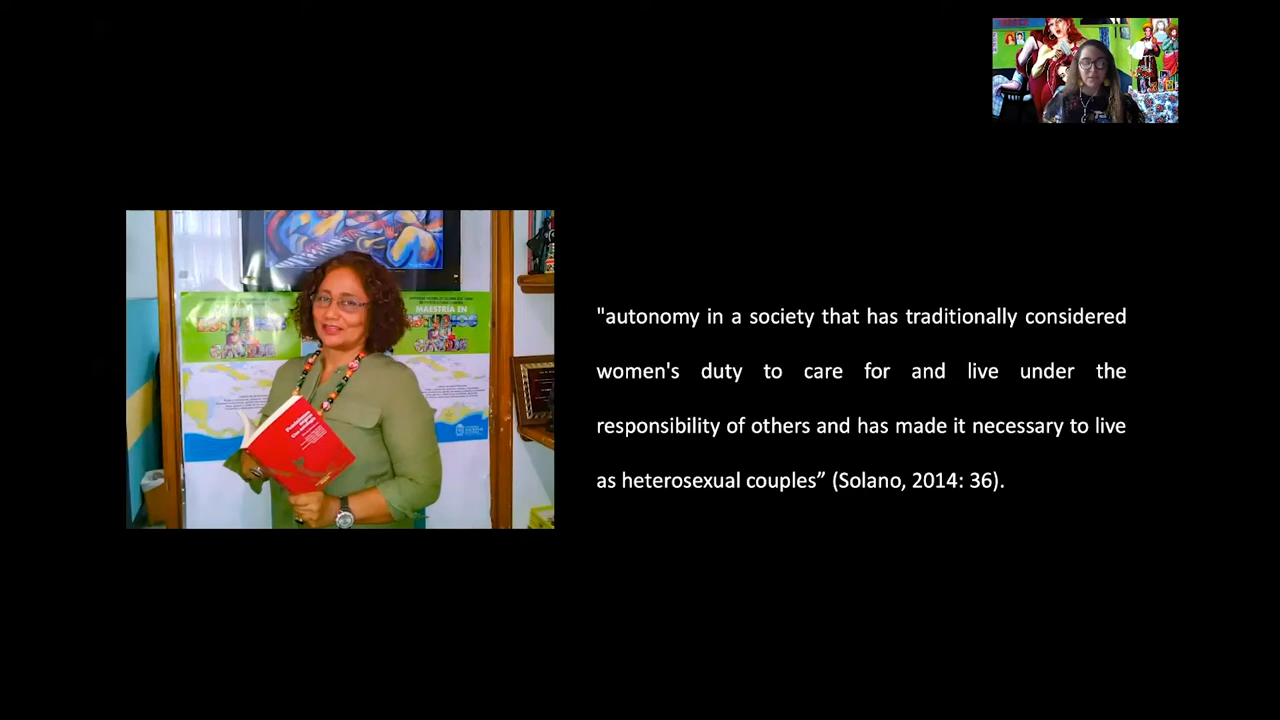 MAESTRÍA EN
"autonomy in a society that has traditionally considered
women's duty to care for and live under the
responsibility of others and has made it necessary to live
as heterosexual couples” (Solano, 2014: 36).